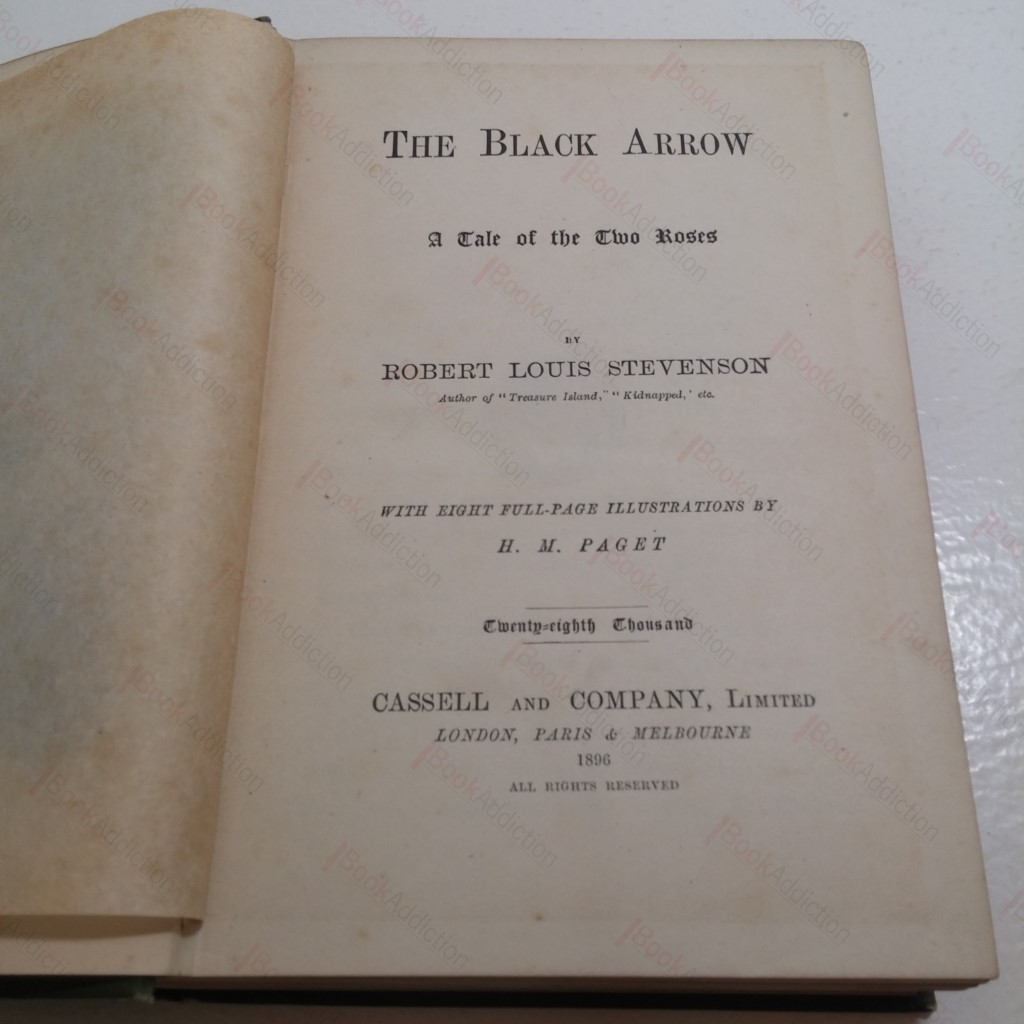 THE BLACK ARROW
A Tale of the Two Roses
BY
ROBERT LOUIS STEVENSON
Author of "Treasure Island," "Kidnapped,' etc.
WITH EIGHT FULL-PAGE ILLUSTRATIONS BY
H. M. PAGET
Twenty-eighth Thousand
CASSELL AND COMPANY, LIMITED
LONDON, PARIS & MELBOURNE
1896
ALL RIGHTS RESERVED
BookAddiction